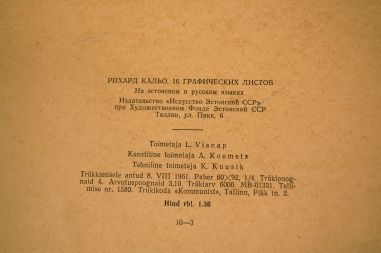 РИХАРД КАЛЬО. 16 ГРАФИЧЕСКИХ ЛИСТОВ
На эстонском и русском языках
Издательство «Искусство Эстонской ССР»
при Художественном Фонде Эстонской ССР
Таллин, ул. Пикк, 6
Toimetaja L. Visnap
Kunstiline toimetaja A. Koemets
Tehniline toimetaja K. Kuusik
Trükkimisele antud 8. VIII 1961. Paber 60×92, 1/4. Trükipoog-
naid 4. Arvutuspoognaid 3,10. Trükiarv 6000. MB-01331. Telli-
mise nr. 1580. Trükikoda «Kommunist», Tallinn, Pikk tn. 2.
Hind rbl. 1.36
10—3